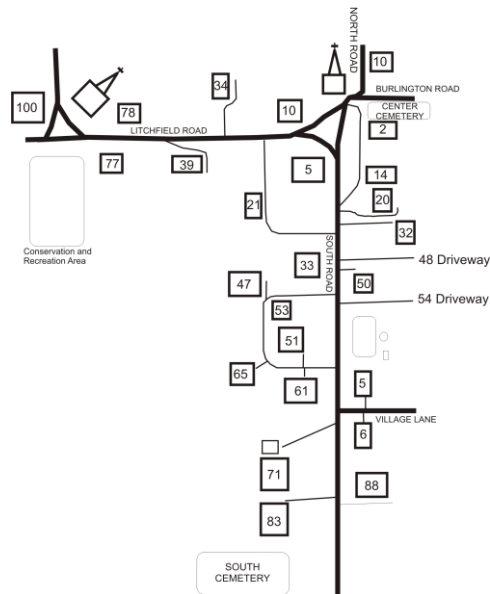 NORTH ROAD
10
BURLINGTON ROAD
CENTER
CEMETERY
34
10
100
78
LITCHFIELD ROAD
2
77
39
5
14
20
21
32
Conservation and
Recreation Area
SOUTH ROAD
33
48 Driveway
47
50
54 Driveway
53
51
65
61
5
VILLAGE LANE
6
71
88
83
SOUTH
CEMETERY